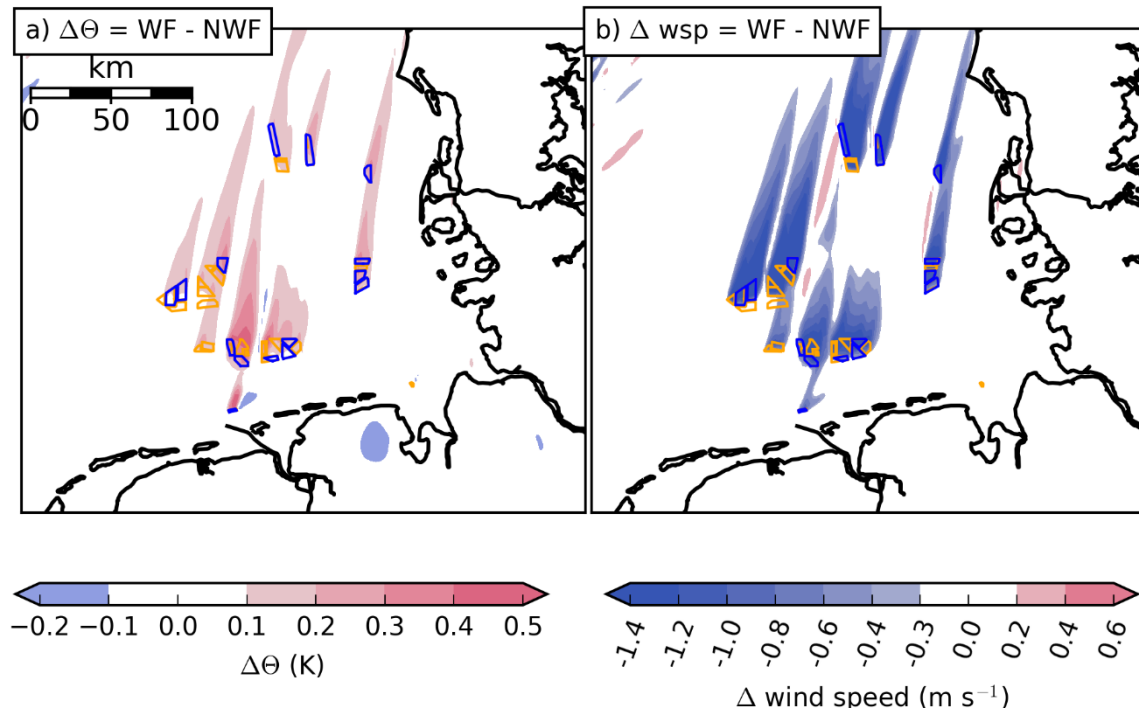 a) ΔΘ = WF - NWF
b) Δ wsp = WF - NWF
km
0 50 100
−0.2 −0.1 0.0 0.1 0.2 0.3 0.4 0.5
ΔΘ (K)
-1.4 -1.2 -1.0 -0.8 -0.6 -0.4 -0.3 0.0 0.2 0.4 0.6
Δ wind speed (m s⁻¹)